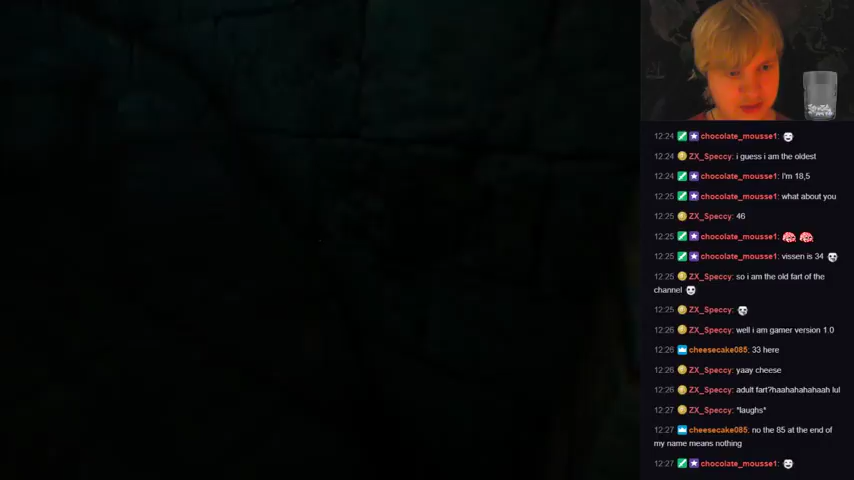 12:24 chocolate_mousse1:
12:24 ZX_Speccy: i guess i am the oldest
12:24 chocolate_mousse1: I'm 18,5
12:25 chocolate_mousse1: what about you
12:25 ZX_Speccy: 46
12:25 chocolate_mousse1:
12:25 chocolate_mousse1: vissen is 34
12:25 ZX_Speccy: so i am the old fart of the
channel
12:25 ZX_Speccy:
12:26 ZX_Speccy: well i am gamer version 1.0
12:26 cheesecake085: 33 here
12:26 ZX_Speccy: yaay cheese
12:26 ZX_Speccy: adult fart?haahahahahaah lul
12:27 ZX_Speccy: *laughs*
12:27 cheesecake085: no the 85 at the end of
my name means nothing
12:27 chocolate_mousse1: